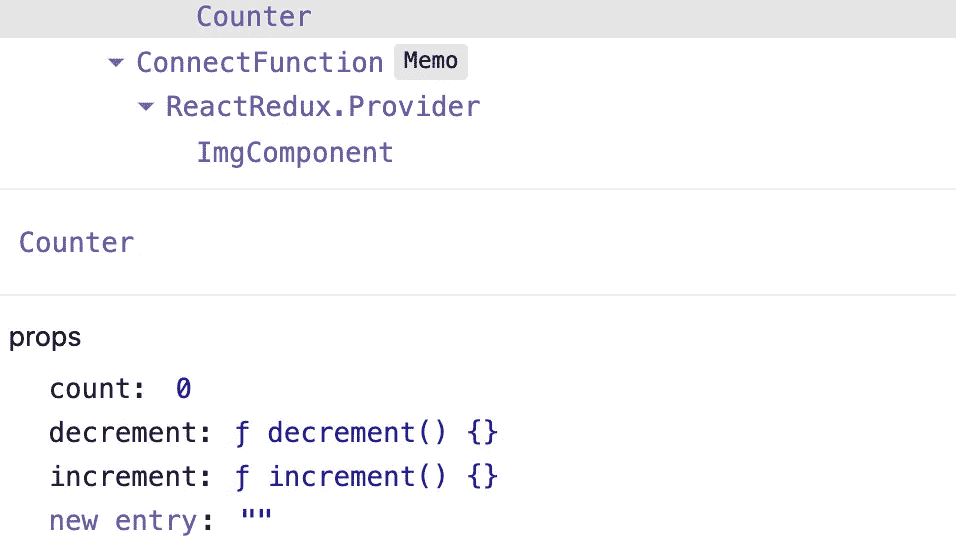 Counter
ConnectFunction Memo
ReactRedux.Provider
ImgComponent
Counter
props
count: 0
decrement: ƒ decrement() {}
increment: ƒ increment() {}
new entry: ""